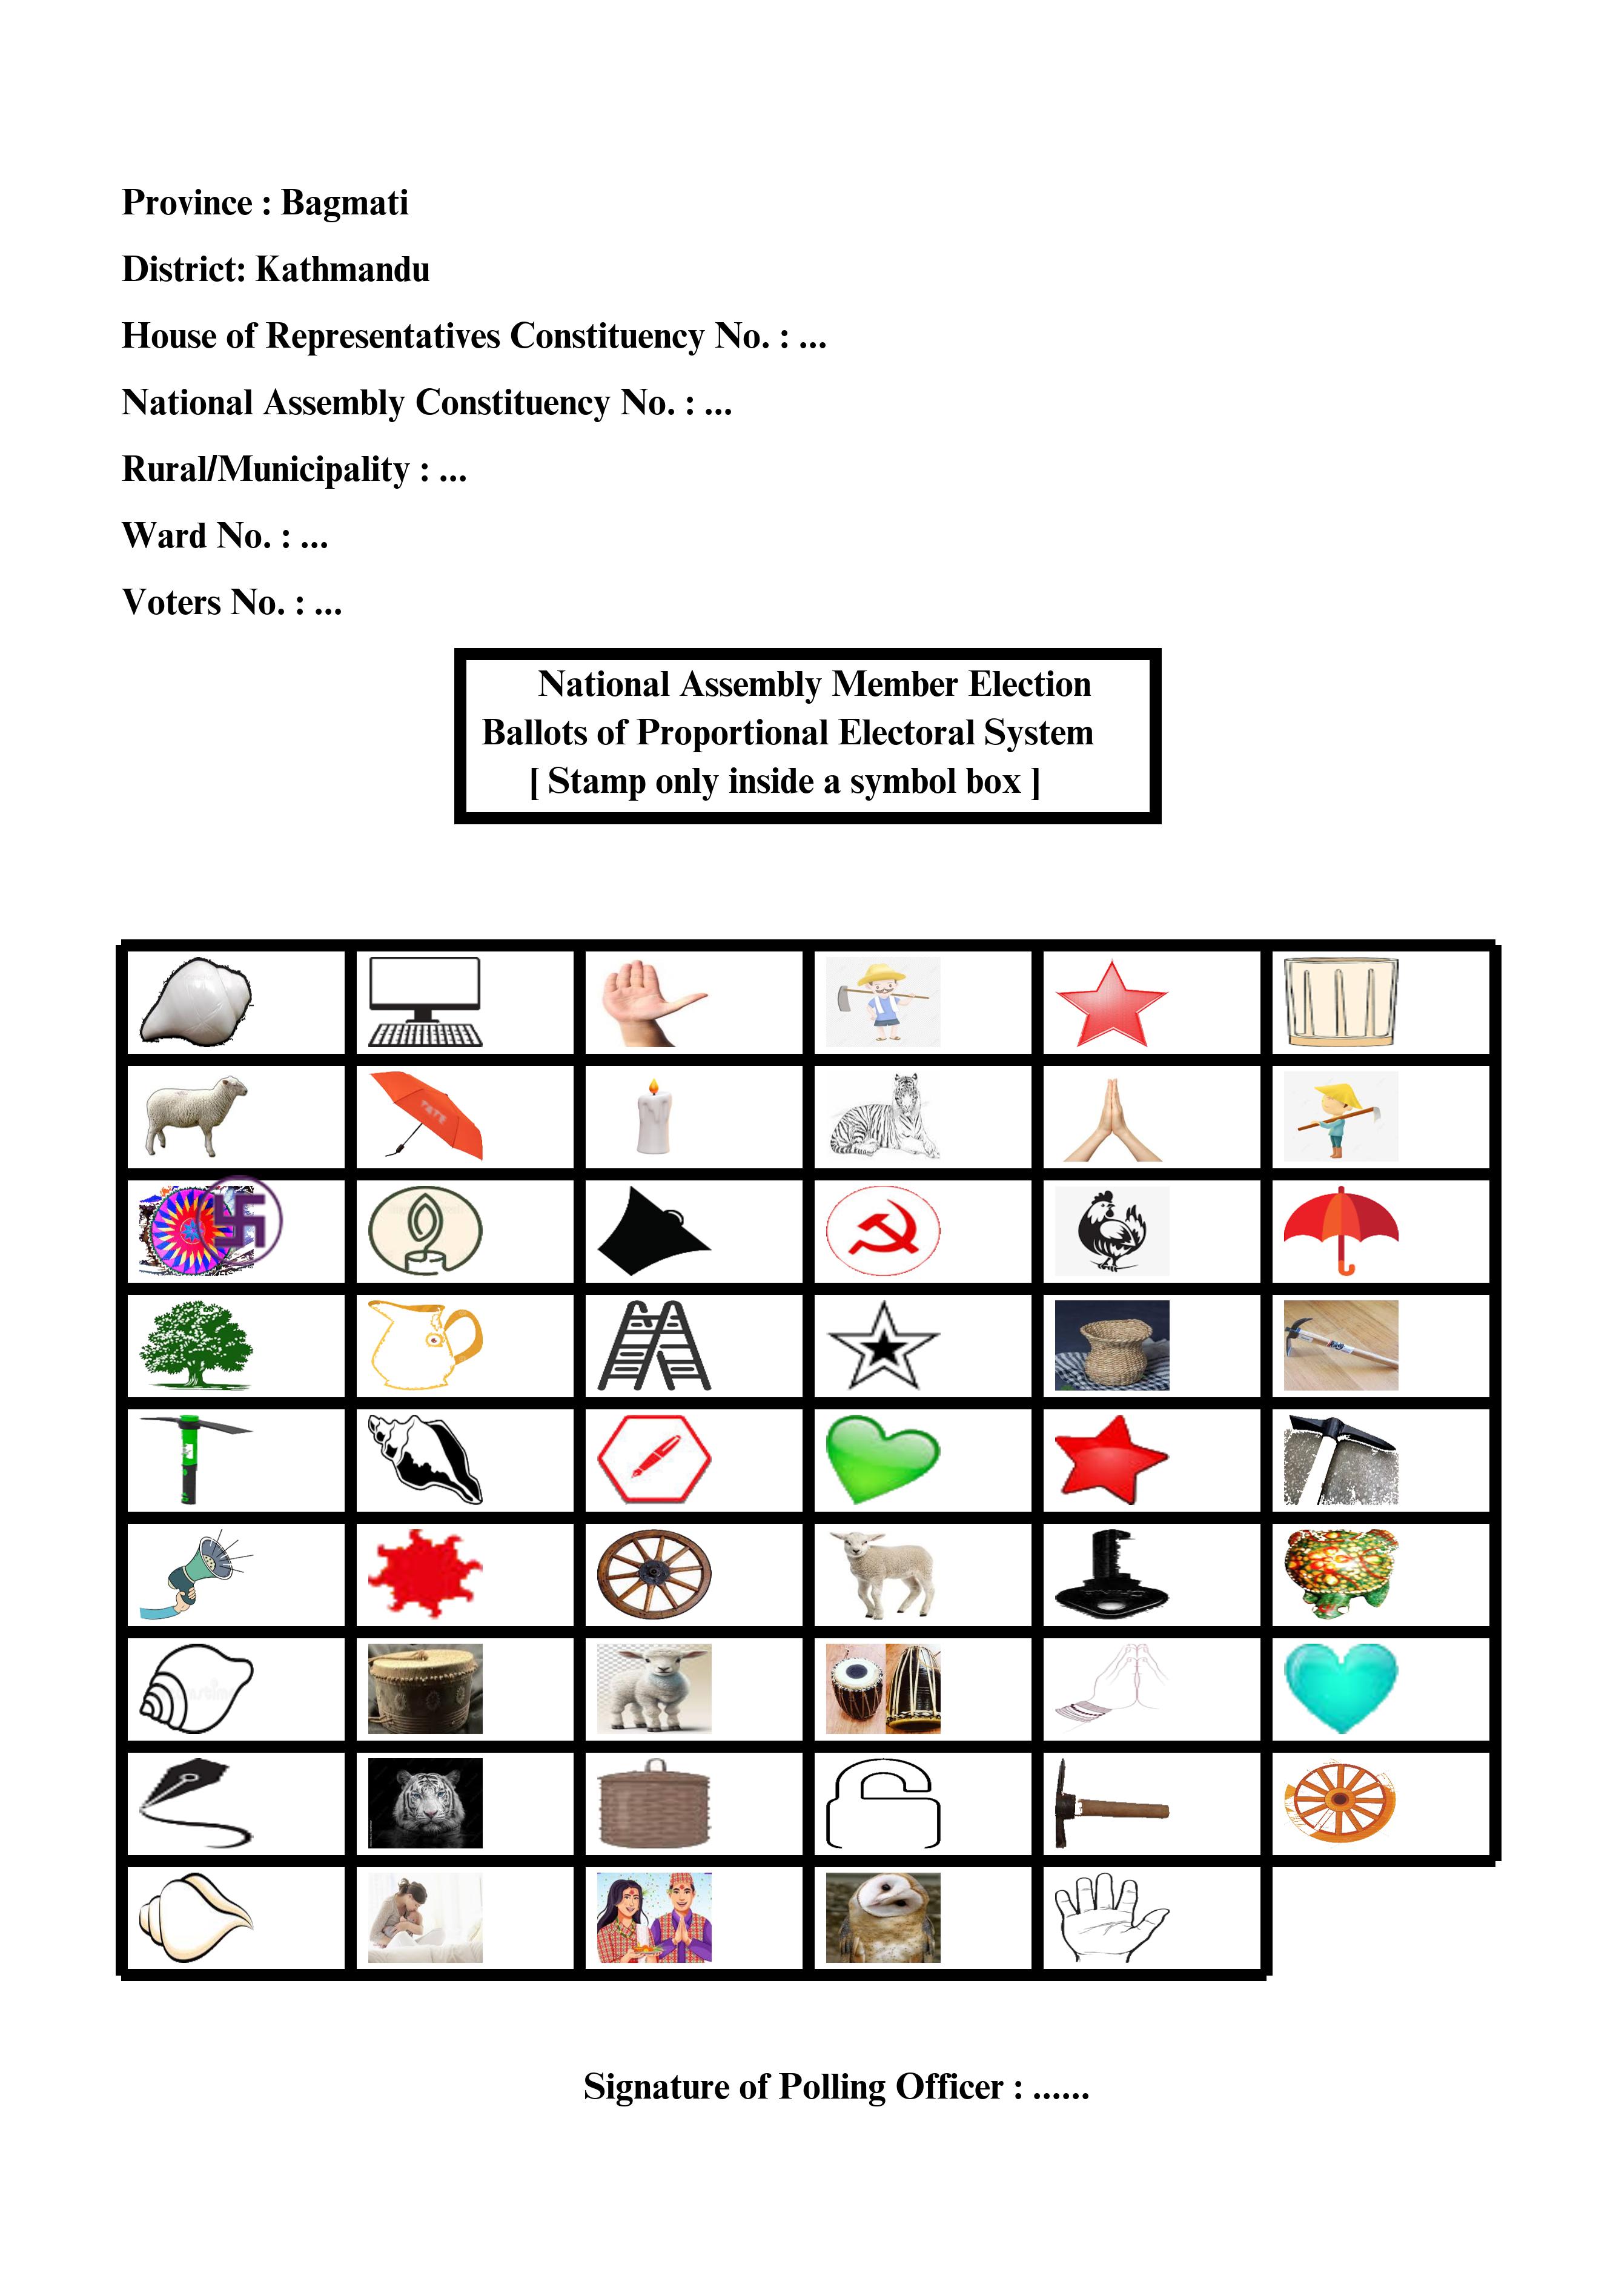 Province : Bagmati
District: Kathmandu
House of Representatives Constituency No. : ...
National Assembly Constituency No. : ...
Rural/Municipality : ...
Ward No. : ...
Voters No. : ...
National Assembly Member Election
Ballots of Proportional Electoral System
[ Stamp only inside a symbol box ]
TATE
Signature of Polling Officer : ......